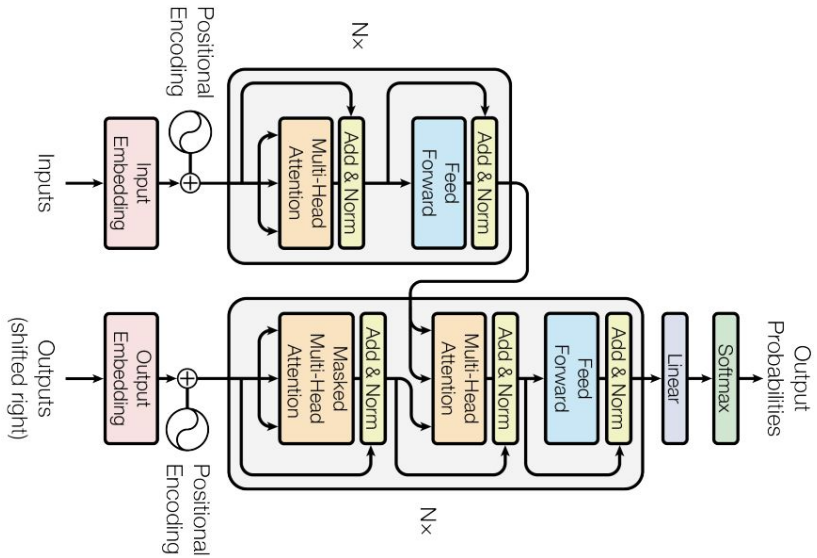 Output
Probabilities
Softmax
Linear
Add & Norm
Feed
Forward
Add & Norm
Multi-Head
Attention
Add & Norm
Masked
Multi-Head
Attention
Nx
Add & Norm
Feed
Forward
Add & Norm
Multi-Head
Attention
Nx
Positional
Encoding
Positional
Encoding
Input
Embedding
Output
Embedding
Inputs
Outputs
(shifted right)